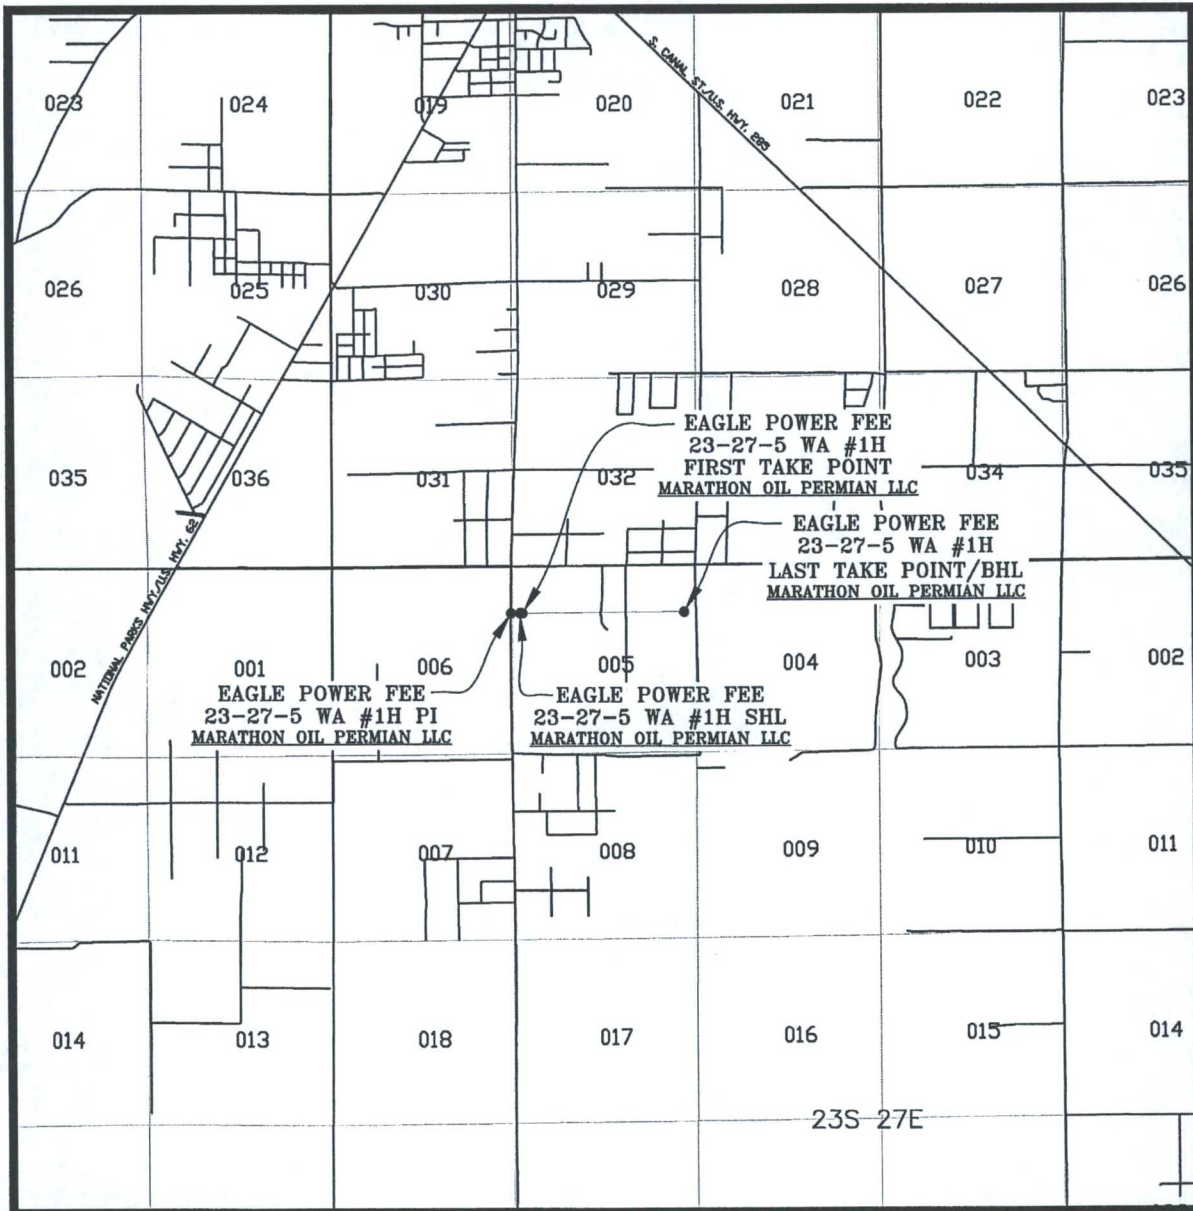 023
024
019
020
021
022
023
S. CANAL ST./U.S. HWY. 285
026
025
030
029
028
027
026
EAGLE POWER FEE
23-27-5 WA #1H
FIRST TAKE POINT
MARATHON OIL PERMIAN LLC
035
036
031
032
034
035
NATIONAL PARKS HWY./U.S. HWY. 62
EAGLE POWER FEE
23-27-5 WA #1H
LAST TAKE POINT/BHL
MARATHON OIL PERMIAN LLC
002
001
006
005
004
003
002
EAGLE POWER FEE
23-27-5 WA #1H PI
MARATHON OIL PERMIAN LLC
EAGLE POWER FEE
23-27-5 WA #1H SHL
MARATHON OIL PERMIAN LLC
011
012
007
008
009
010
011
014
013
018
017
016
015
014
23S 27E